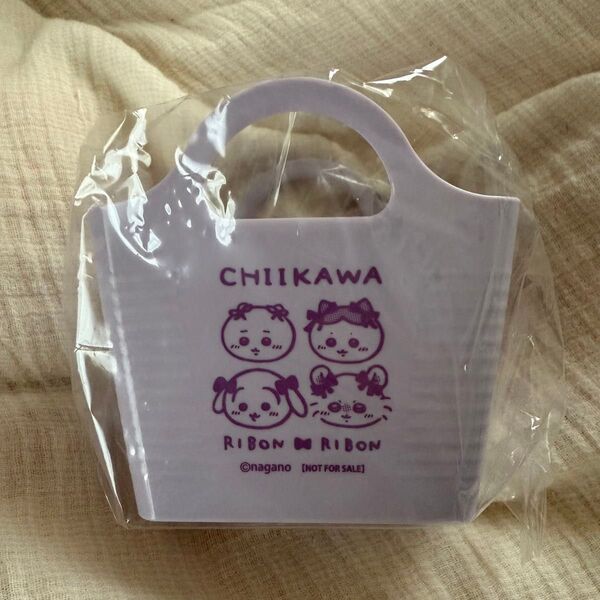 CHIIKAWA
RIBON RIBON
©nagano [NOT FOR SALE]